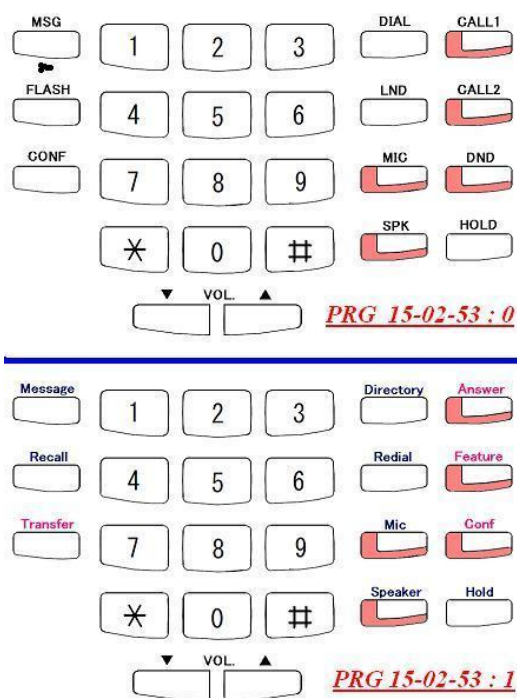 MSG DIAL CALL1
1 2 3
FLASH LND CALL2
4 5 6
CONF MIC DND
7 8 9
SPK HOLD
* 0 #
▼ VOL. ▲
PRG 15-02-53 : 0
Message Directory Answer
1 2 3
Recall Redial Feature
4 5 6
Transfer Mic Conf
7 8 9
Speaker Hold
* 0 #
▼ VOL. ▲
PRG 15-02-53 : 1